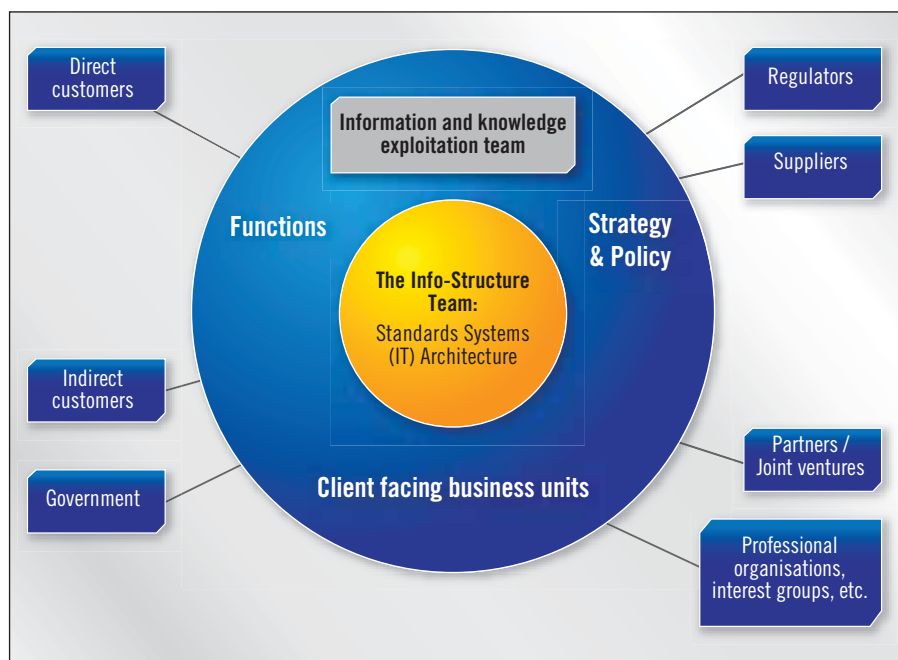 Direct
customers
Regulators
Information and knowledge
exploitation team
Suppliers
Functions
Strategy
& Policy
The Info-Structure
Team:
Standards Systems
(IT) Architecture
Indirect
customers
Partners /
Joint ventures
Government
Client facing business units
Professional
organisations,
interest groups, etc.